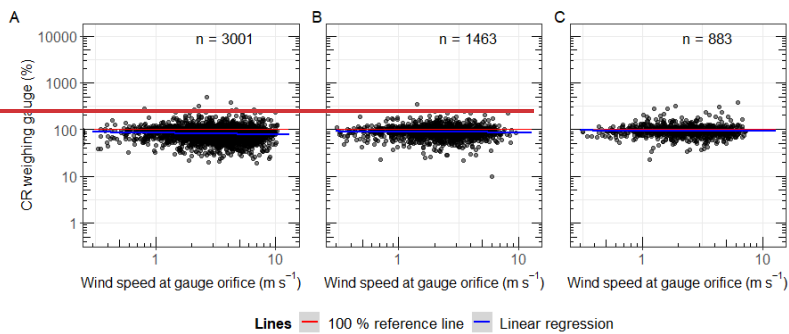 A
B
C
n = 3001
n = 1463
n = 883
CR weighing gauge (%)
10000
1000
100
10
1
1
10
1
10
1
10
Wind speed at gauge orifice (m s⁻¹)
Wind speed at gauge orifice (m s⁻¹)
Wind speed at gauge orifice (m s⁻¹)
Lines 100 % reference line Linear regression